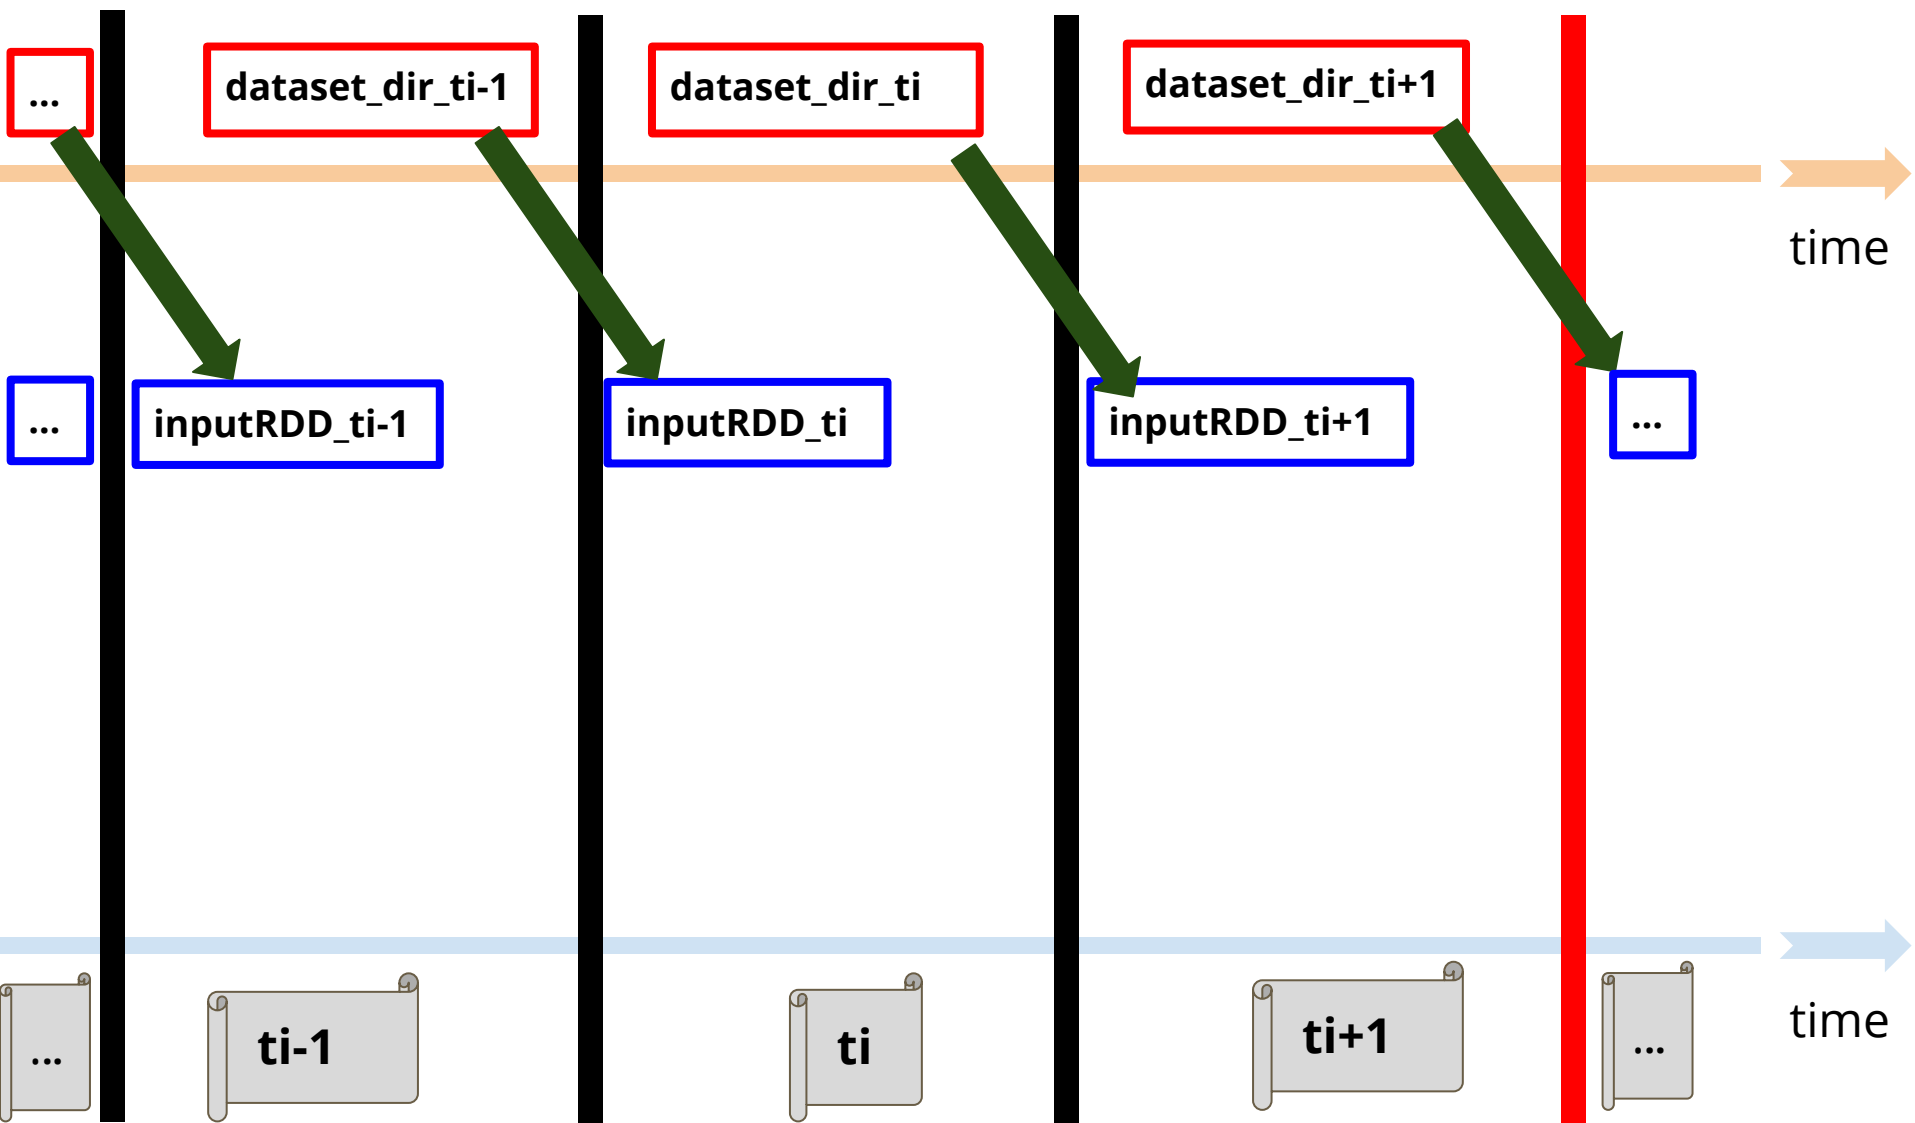 ...
dataset_dir_ti-1
dataset_dir_ti
dataset_dir_ti+1
time
...
inputRDD_ti-1
inputRDD_ti
inputRDD_ti+1
...
...
ti-1
ti
ti+1
...
time